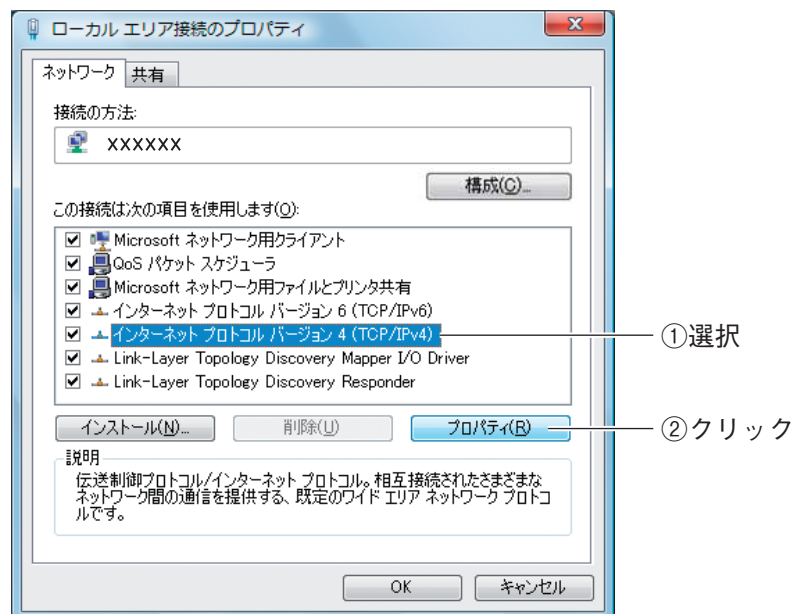 ローカル エリア接続のプロパティ
ネットワーク 共有
接続の方法:
XXXXXX
構成(C)...
この接続は次の項目を使用します(O):
Microsoft ネットワーク用クライアント
QoS パケット スケジューラ
Microsoft ネットワーク用ファイルとプリンタ共有
インターネット プロトコル バージョン 6 (TCP/IPv6)
インターネット プロトコル バージョン 4 (TCP/IPv4)
①選択
Link-Layer Topology Discovery Mapper I/O Driver
Link-Layer Topology Discovery Responder
インストール(N)... 削除(U) プロパティ(R)
②クリック
説明
伝送制御プロトコル/インターネット プロトコル。相互接続されたさまざまな
ネットワーク間の通信を提供する、既定のワイド エリア ネットワーク プロトコ
ルです。
OK キャンセル